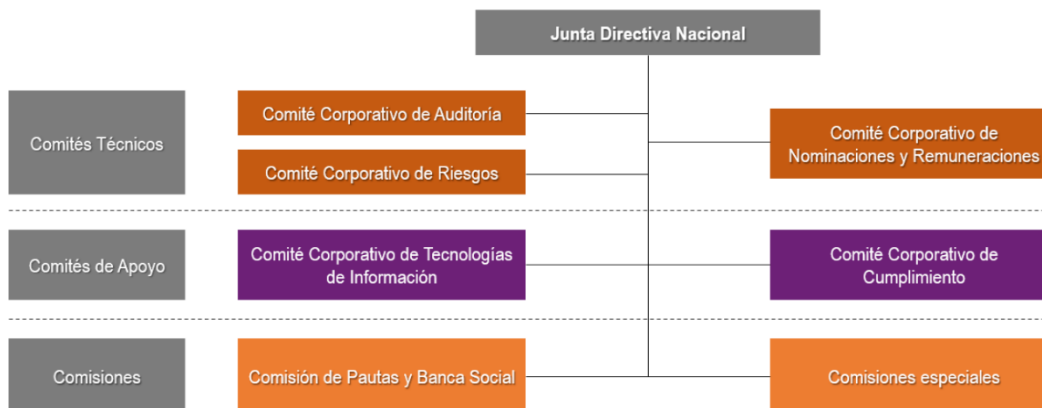 Junta Directiva Nacional
Comités Técnicos
Comité Corporativo de Auditoría
Comité Corporativo de Riesgos
Comité Corporativo de
Nominaciones y Remuneraciones
Comités de Apoyo
Comité Corporativo de Tecnologías
de Información
Comité Corporativo de
Cumplimiento
Comisiones
Comisión de Pautas y Banca Social
Comisiones especiales